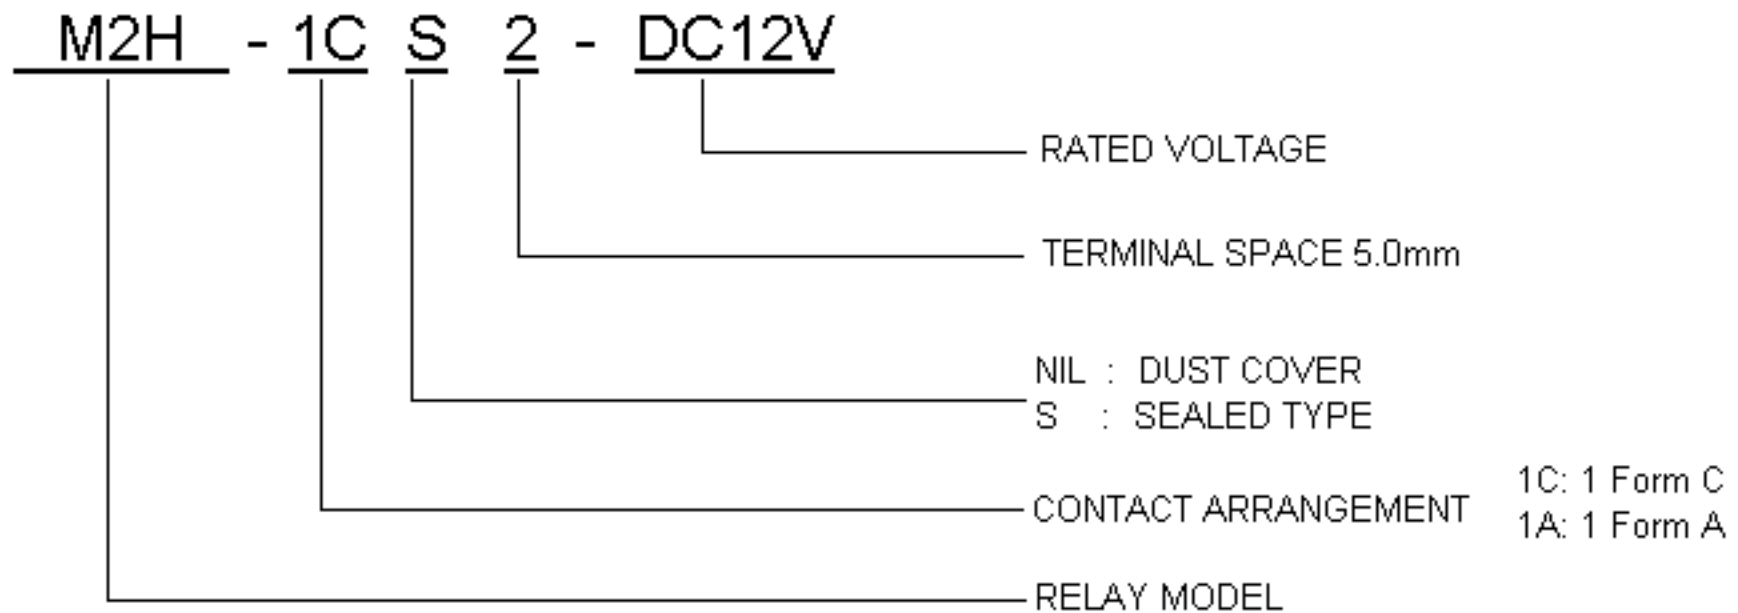 M2H - 1C S 2 - DC12V
RATED VOLTAGE
TERMINAL SPACE 5.0mm
NIL : DUST COVER
S : SEALED TYPE
1C: 1 Form C
CONTACT ARRANGEMENT
1A: 1 Form A
RELAY MODEL